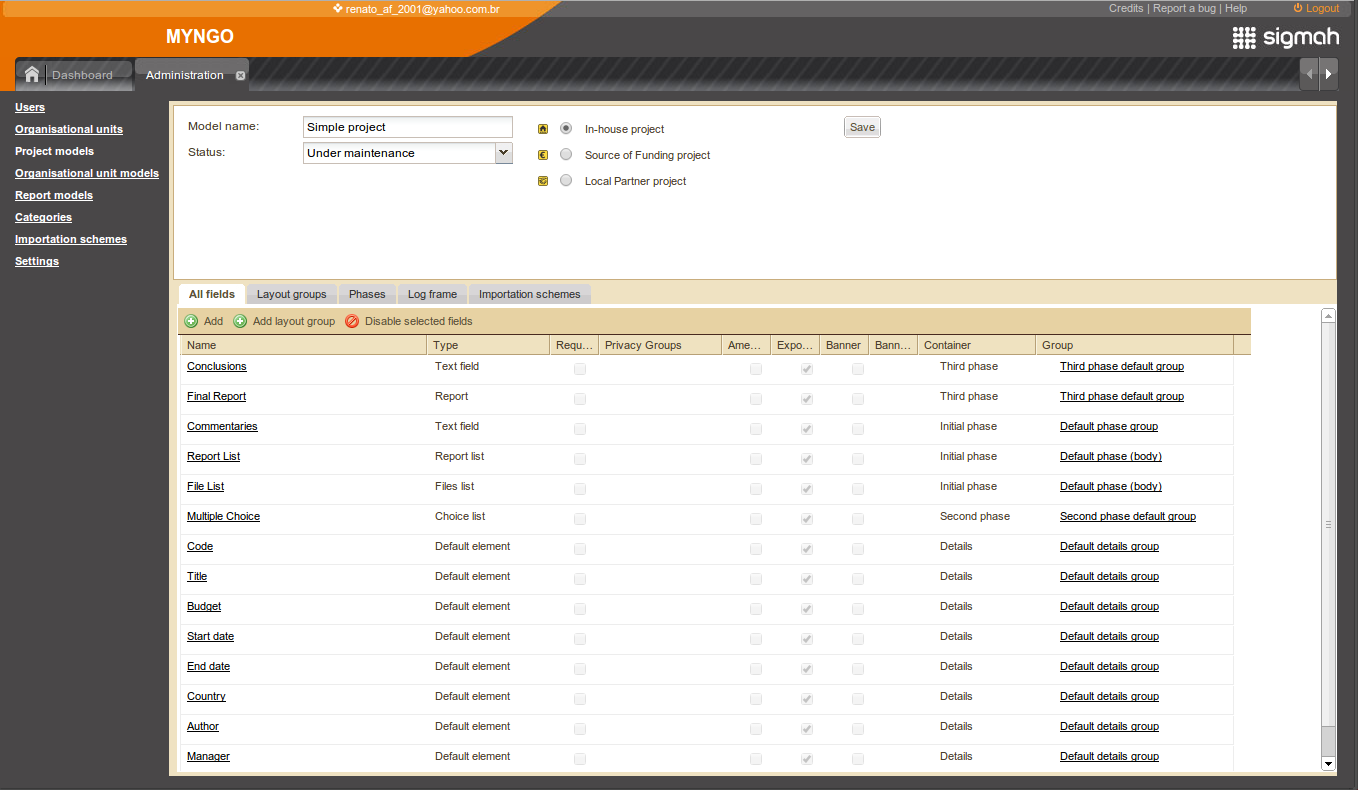 renato_af_2001@yahoo.com.br Credits | Report a bug | Help Logout
MYNGO sigmah
Dashboard Administration
Users
Organisational units
Project models
Organisational unit models
Report models
Categories
Importation schemes
Settings
Model name: Simple project In-house project Save
Status: Under maintenance Source of Funding project
Local Partner project
All fields Layout groups Phases Log frame Importation schemes
Add Add layout group Disable selected fields
Name Type Requ... Privacy Groups Ame... Expo... Banner Bann... Container Group
Conclusions Text field Third phase Third phase default group
Final Report Report Third phase Third phase default group
Commentaries Text field Initial phase Default phase group
Report List Report list Initial phase Default phase (body)
File List Files list Initial phase Default phase (body)
Multiple Choice Choice list Second phase Second phase default group
Code Default element Details Default details group
Title Default element Details Default details group
Budget Default element Details Default details group
Start date Default element Details Default details group
End date Default element Details Default details group
Country Default element Details Default details group
Author Default element Details Default details group
Manager Default element Details Default details group